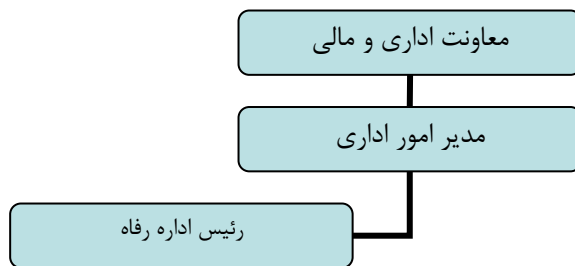 معاونت اداری و مالی
مدیر امور اداری
رئیس اداره رفاه